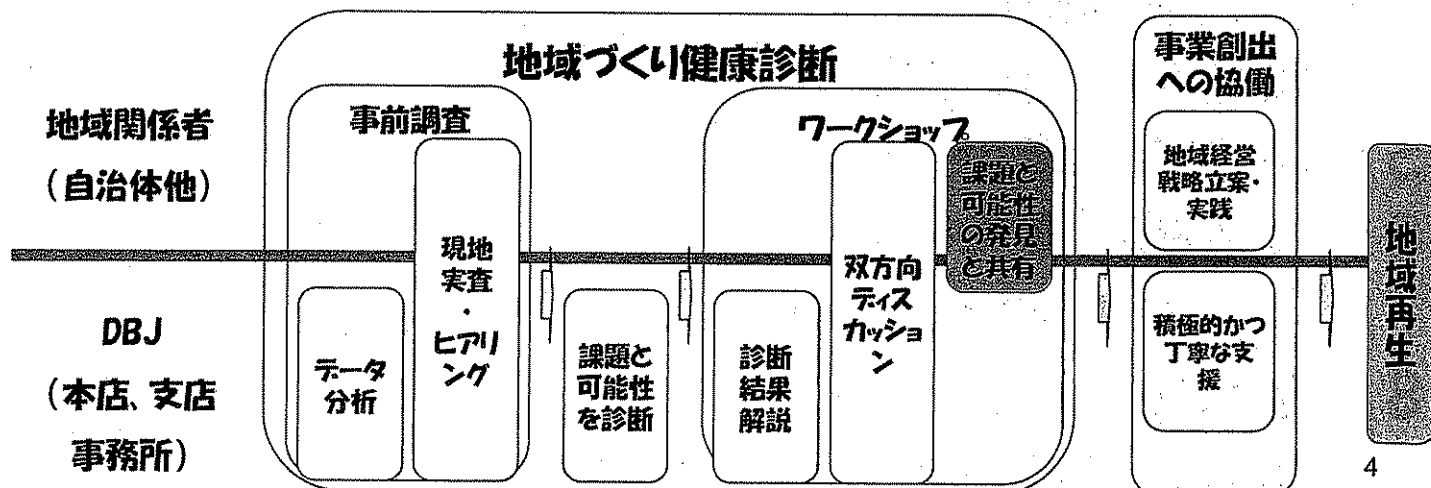 地域づくり健康診断
事業創出
への協働
地域関係者
（自治体他）
事前調査
ワークショップ
地域経営
戦略立案・
実践
課題と
可能性
の発見
と共有
現地
実査
・
ヒアリ
ング
双方向
ディス
カッショ
ン
地域再生
DBJ
（本店、支店
事務所）
データ
分析
課題と
可能性
を診断
診断
結果
解説
積極的かつ
丁寧な支
援
4